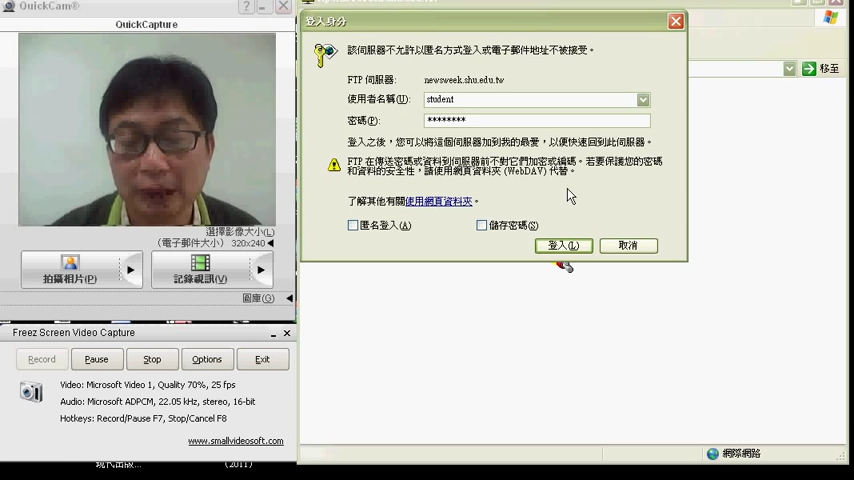 QuickCam®
QuickCapture
選擇影像大小(L)
(電子郵件大小) 320x240
拍攝相片(P)
記錄視訊(V)
圖庫(G)
Freez Screen Video Capture
Record
Pause
Stop
Options
Exit
Video: Microsoft Video 1, Quality 70%, 25 fps
Audio: Microsoft ADPCM, 22.05 kHz, stereo, 16-bit
Hotkeys: Record/Pause F7, Stop/Cancel F8
www.smallvideosoft.com
(2011)
登入身分
該伺服器不允許以匿名方式登入或電子郵件地址不被接受。
FTP 伺服器: newsweek.shu.edu.tw
使用者名稱(U): student
密碼(P): ********
登入之後,您可以將這個伺服器加到我的最愛,以便快速回到此伺服器。
FTP 在傳送密碼或資料到伺服器前不對它們加密或編碼。若要保護您的密碼
和資料的安全性,請使用網頁資料夾 (WebDAV) 代替。
了解其他有關使用網頁資料夾。
匿名登入(A)
儲存密碼(S)
登入(L)
取消
移至
網際網路